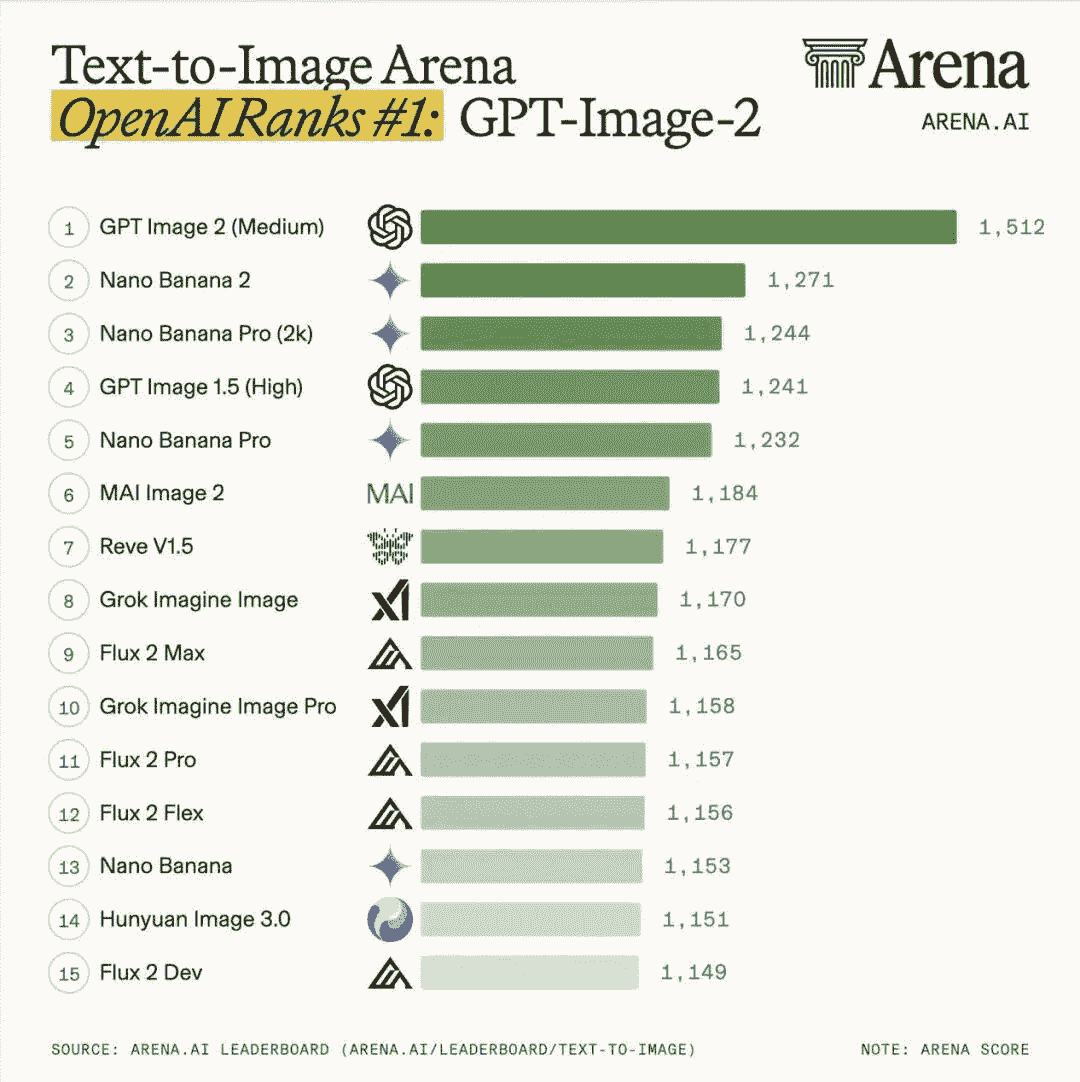 Text-to-Image Arena
OpenAI Ranks #1: GPT-Image-2
Arena
ARENA.AI
1 GPT Image 2 (Medium) 1,512
2 Nano Banana 2 1,271
3 Nano Banana Pro (2k) 1,244
4 GPT Image 1.5 (High) 1,241
5 Nano Banana Pro 1,232
6 MAI Image 2 MAI 1,184
7 Reve V1.5 1,177
8 Grok Imagine Image xI 1,170
9 Flux 2 Max 1,165
10 Grok Imagine Image Pro xI 1,158
11 Flux 2 Pro 1,157
12 Flux 2 Flex 1,156
13 Nano Banana 1,153
14 Hunyuan Image 3.0 1,151
15 Flux 2 Dev 1,149
SOURCE: ARENA.AI LEADERBOARD (ARENA.AI/LEADERBOARD/TEXT-TO-IMAGE)
NOTE: ARENA SCORE